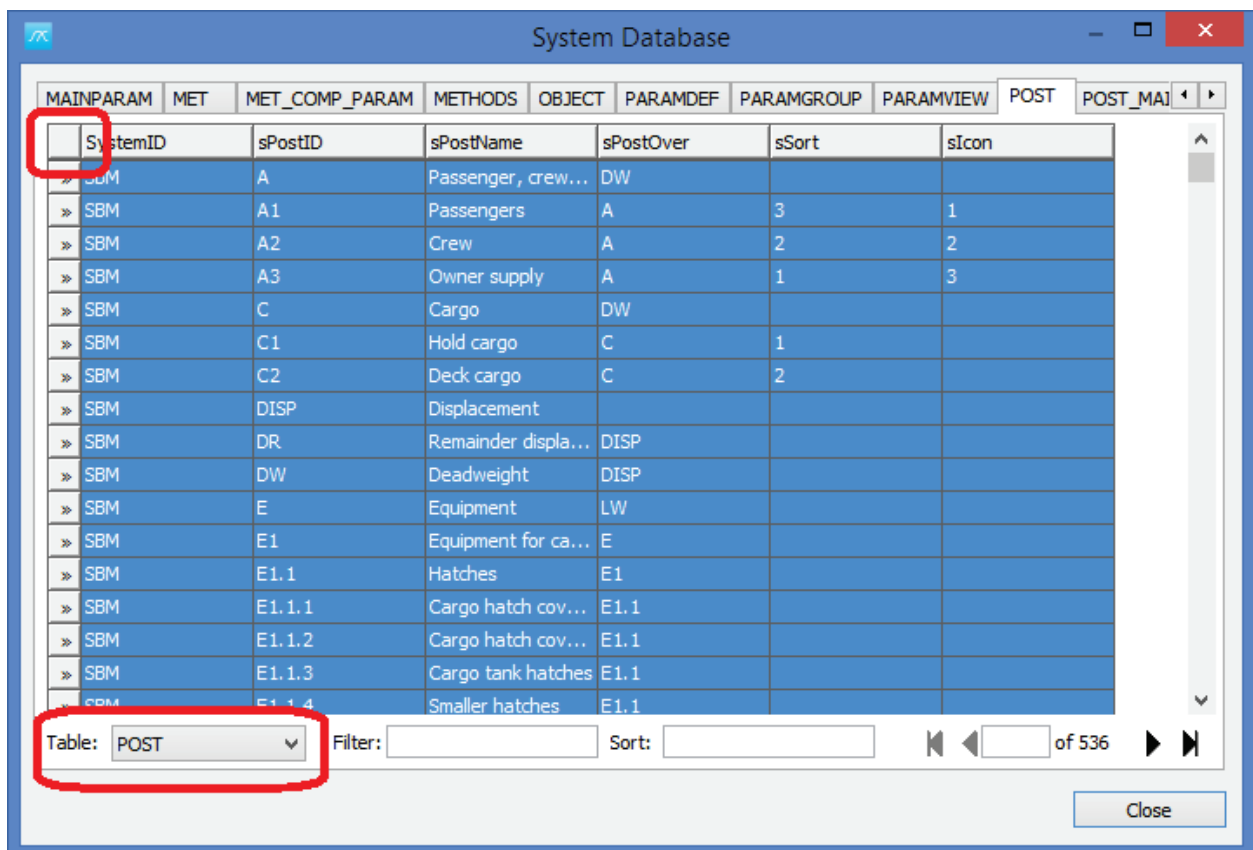 System Database
MAINPARAM MET MET_COMP_PARAM METHODS OBJECT PARAMDEF PARAMGROUP PARAMVIEW POST POST_MAI
SystemID sPostID sPostName sPostOver sSort sIcon
» SBM A Passenger, crew... DW
» SBM A1 Passengers A 3 1
» SBM A2 Crew A 2 2
» SBM A3 Owner supply A 1 3
» SBM C Cargo DW
» SBM C1 Hold cargo C 1
» SBM C2 Deck cargo C 2
» SBM DISP Displacement
» SBM DR Remainder displa... DISP
» SBM DW Deadweight DISP
» SBM E Equipment LW
» SBM E1 Equipment for ca... E
» SBM E1.1 Hatches E1
» SBM E1.1.1 Cargo hatch cov... E1.1
» SBM E1.1.2 Cargo hatch cov... E1.1
» SBM E1.1.3 Cargo tank hatches E1.1
» SBM E1.1.4 Smaller hatches E1.1
Table: POST Filter: Sort: of 536
Close